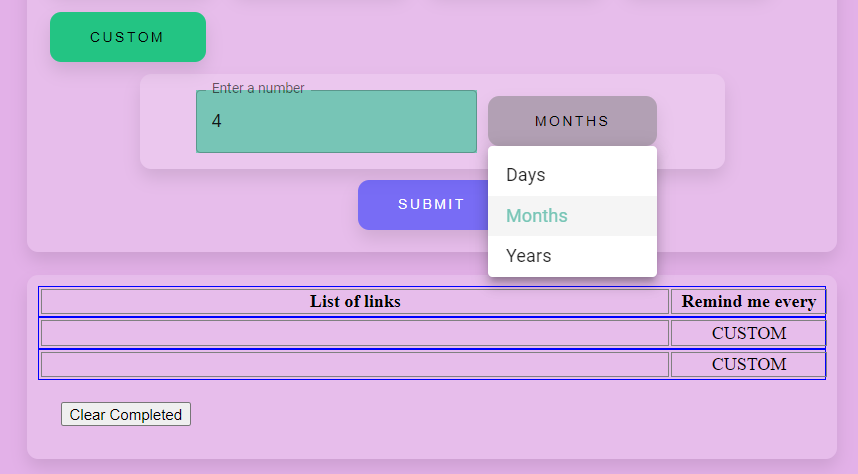 CUSTOM
Enter a number
4
MONTHS
Days
Months
Years
SUBMIT
List of links Remind me every
CUSTOM
CUSTOM
Clear Completed